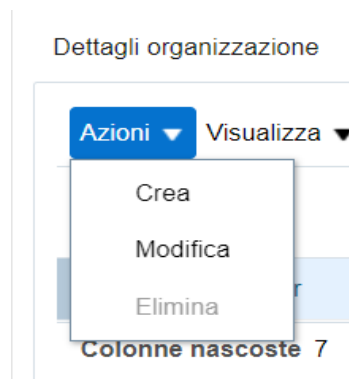 Dettagli organizzazione
Azioni Visualizza
Crea
Modifica
Elimina
Colonne nascoste 7